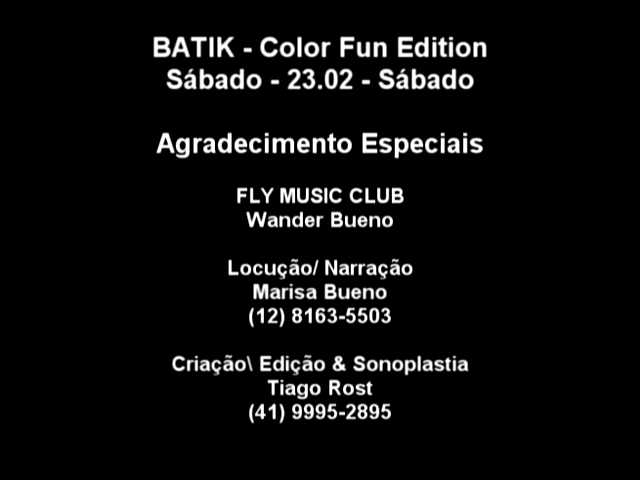 BATIK - Color Fun Edition
Sábado - 23.02 - Sábado
Agradecimento Especiais
FLY MUSIC CLUB
Wander Bueno
Locução/ Narração
Marisa Bueno
(12) 8163-5503
Criação\ Edição & Sonoplastia
Tiago Rost
(41) 9995-2895